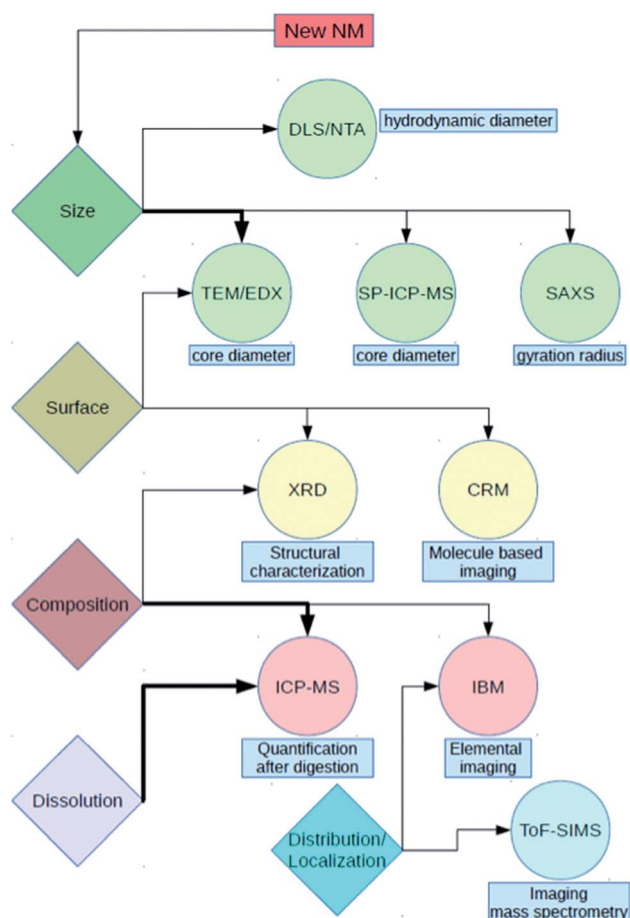 New NM
DLS/NTA
hydrodynamic diameter
Size
TEM/EDX
SP-ICP-MS
SAXS
core diameter
core diameter
gyration radius
Surface
XRD
CRM
Structural
characterization
Molecule based
imaging
Composition
ICP-MS
IBM
Quantification
after digestion
Elemental
imaging
Dissolution
Distribution/
Localization
ToF-SIMS
Imaging
mass spectrometry